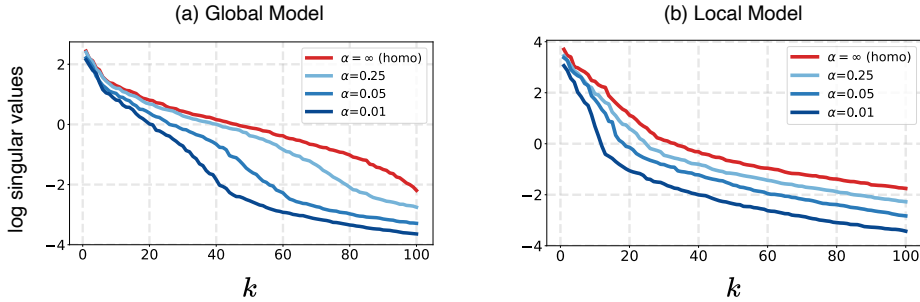 (a) Global Model
log singular values
2
0
−2
−4
0 20 40 60 80 100
k
α = ∞ (homo)
α=0.25
α=0.05
α=0.01
(b) Local Model
4
2
0
−2
−4
0 20 40 60 80 100
k
α = ∞ (homo)
α=0.25
α=0.05
α=0.01